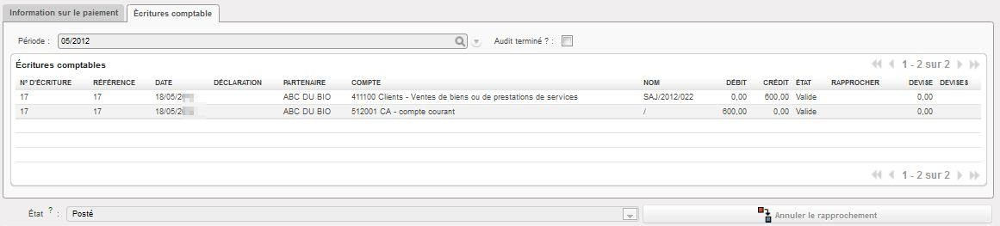 Information sur le paiement Ècritures comptable
Période : 05/2012 Audit terminé ? :
Écritures comptables 1 - 2 sur 2
N° D'ÉCRITURE RÉFÉRENCE DATE DÉCLARATION PARTENAIRE COMPTE NOM DÉBIT CRÉDIT ÉTAT RAPPROCHER DEVISE DEVISES
17 17 18/05/2 ABC DU BIO 411100 Clients - Ventes de biens ou de prestations de services SAJ/2012/022 0,00 600,00 Valide 0,00
17 17 18/05/2 ABC DU BIO 512001 CA - compte courant / 600,00 0,00 Valide 0,00
1 - 2 sur 2
État ? : Posté Annuler le rapprochement